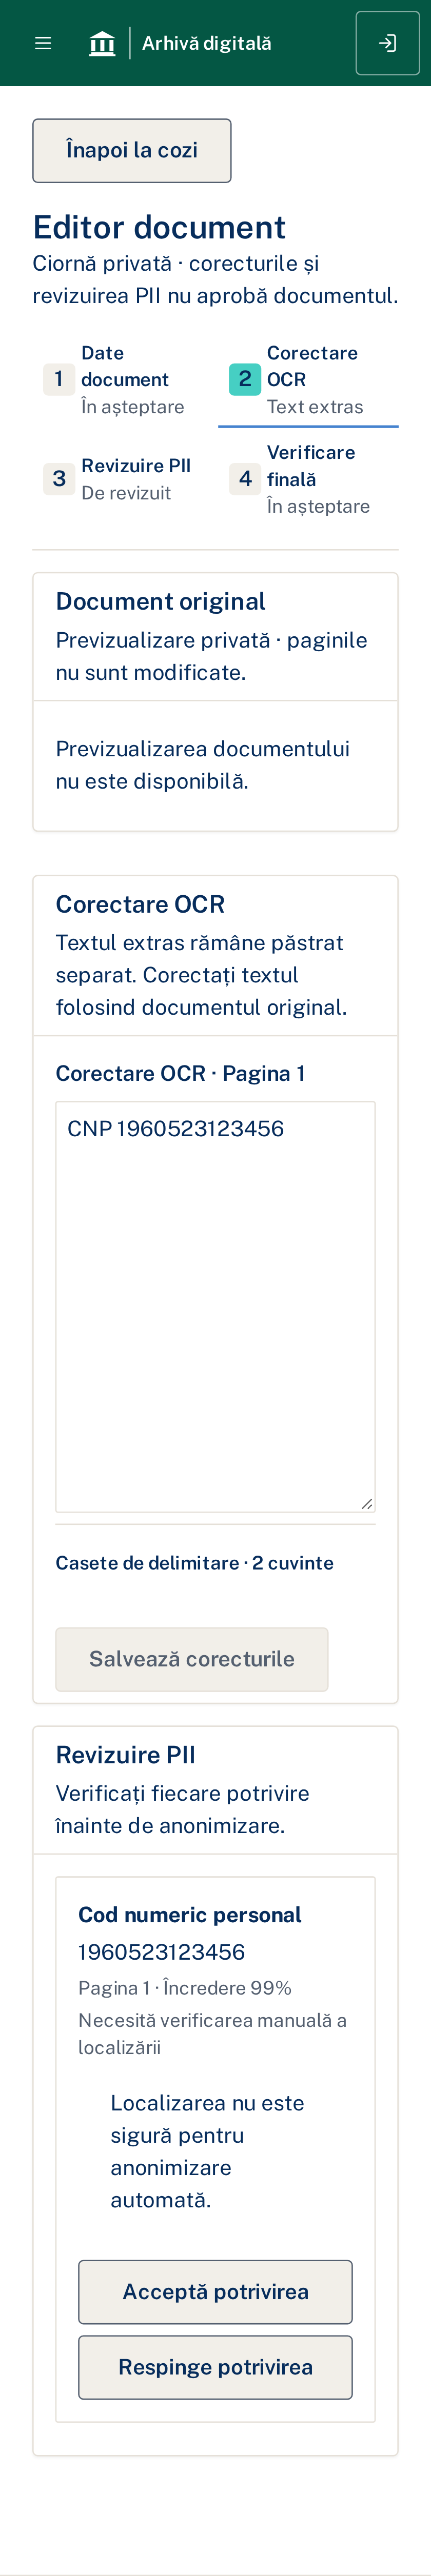 Arhivă digitală
Înapoi la cozi
Editor document
Ciornă privată · corecturile și
revizuirea PII nu aprobă documentul.
1
Date
document
În așteptare
2
Corectare
OCR
Text extras
3
Revizuire PII
De revizuit
4
Verificare
finală
În așteptare
Document original
Previzualizare privată · paginile
nu sunt modificate.
Previzualizarea documentului
nu este disponibilă.
Corectare OCR
Textul extras rămâne păstrat
separat. Corectați textul
folosind documentul original.
Corectare OCR · Pagina 1
CNP 1960523123456
Casete de delimitare · 2 cuvinte
Salvează corecturile
Revizuire PII
Verificați fiecare potrivire
înainte de anonimizare.
Cod numeric personal
1960523123456
Pagina 1 · Încredere 99%
Necesită verificarea manuală a
localizării
Localizarea nu este
sigură pentru
anonimizare
automată.
Acceptă potrivirea
Respinge potrivirea